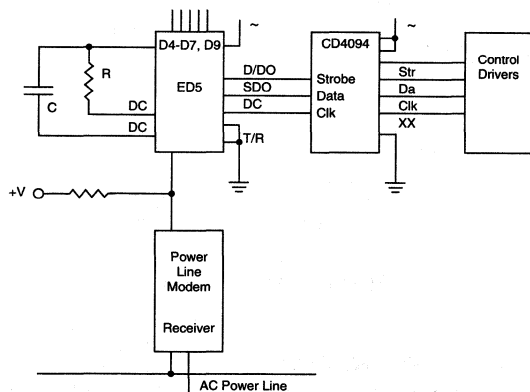 ~
D4-D7, D9
ED5
R
C
DC
DC
D/DO
SDO
DC
T/R
~
CD4094
Strobe
Data
Clk
Str
Da
Clk
XX
Control
Drivers
+V
Power
Line
Modem
Receiver
AC Power Line